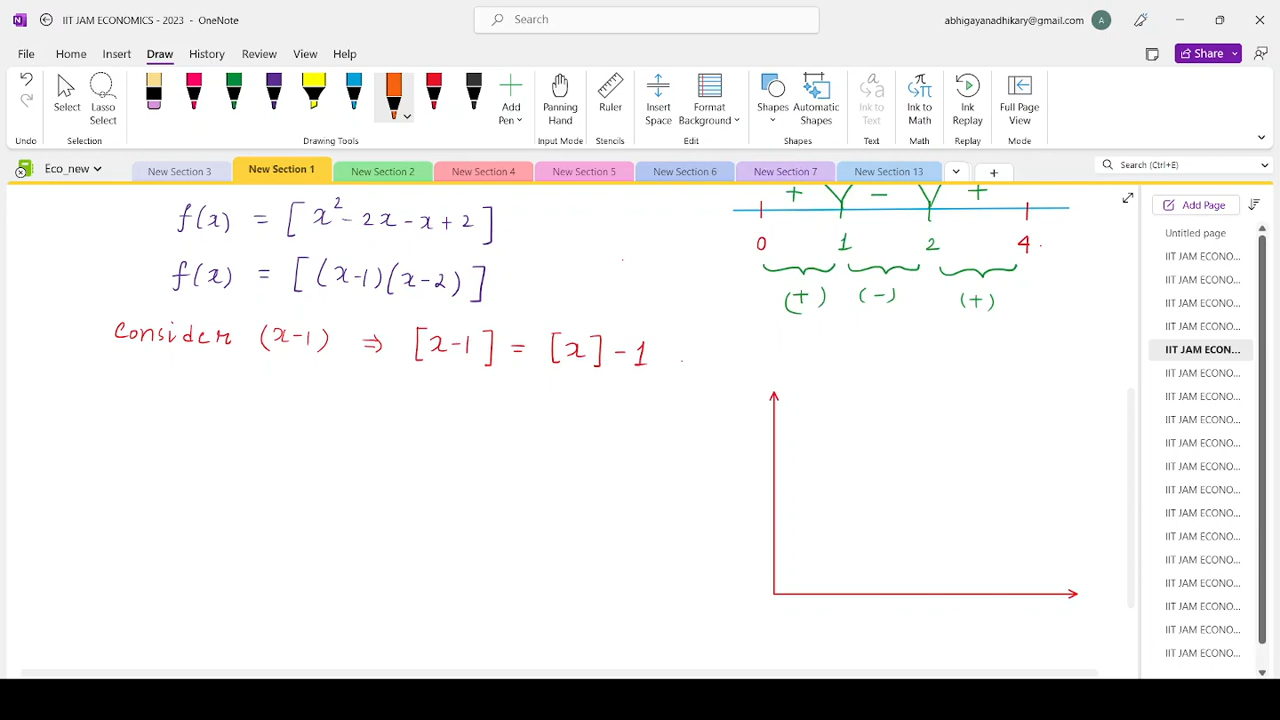 IIT JAM ECONOMICS - 2023 - OneNote
Search
abhigayanadhikary@gmail.com
A
File Home Insert Draw History Review View Help
Share
Undo
Select
Lasso Select
Add Pen
Panning Hand
Ruler
Insert Space
Format Background
Shapes
Automatic Shapes
Ink to Text
Ink to Math
Ink Replay
Full Page View
Undo Selection Drawing Tools Input Mode Stencils Edit Shapes Text Math Replay Mode
Eco_new
New Section 3 New Section 1 New Section 2 New Section 4 New Section 5 New Section 6 New Section 7 New Section 13
Search (Ctrl+E)
Add Page
f(x) = [x² - 2x - x + 2]
f(x) = [(x-1)(x-2)]
Consider (x-1) ⇒ [x-1] = [x] - 1
+ - +
0 1 2 4
(+) (-) (+)
Untitled page
IIT JAM ECONO...
IIT JAM ECONO...
IIT JAM ECONO...
IIT JAM ECON...
IIT JAM ECONO...
IIT JAM ECONO...
IIT JAM ECONO...
IIT JAM ECONO...
IIT JAM ECONO...
IIT JAM ECONO...
IIT JAM ECONO...
IIT JAM ECONO...
IIT JAM ECONO...
IIT JAM ECONO...
IIT JAM ECONO...
IIT JAM ECONO...
IIT JAM ECONO...